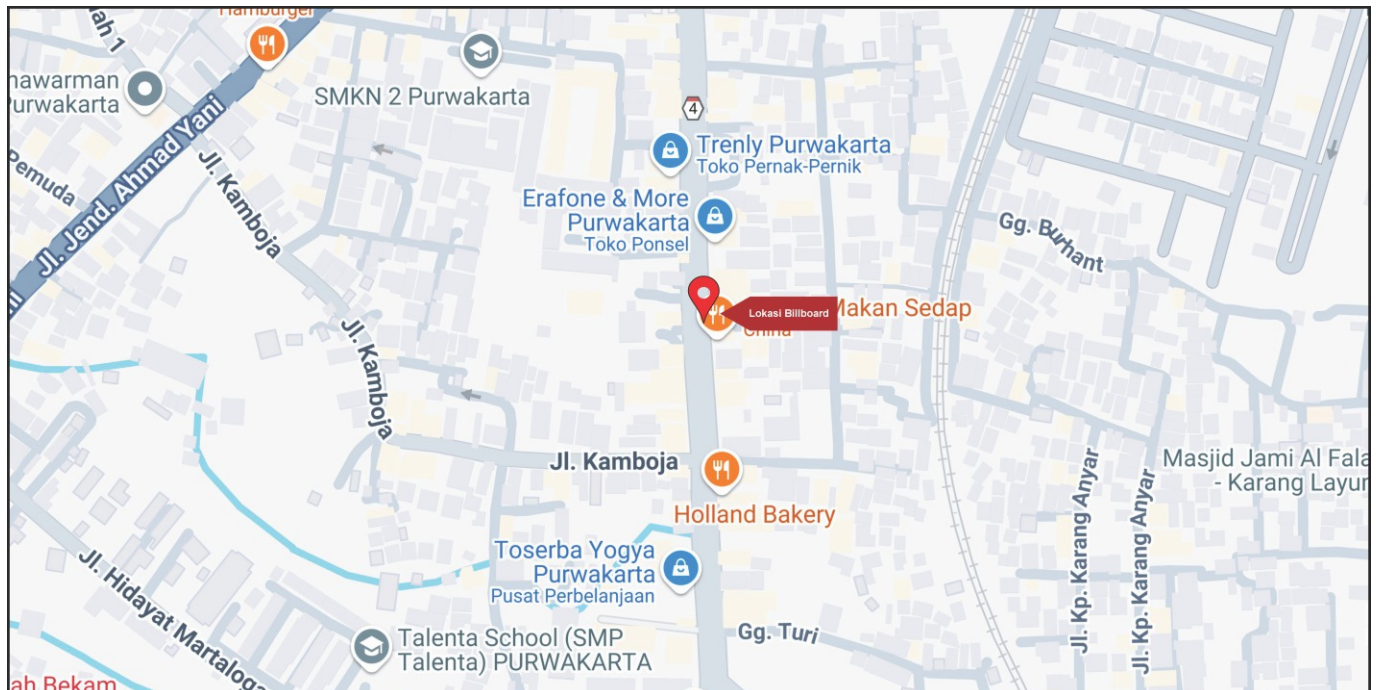 Hamburger
ah 1
nawarman
Purwakarta
SMKN 2 Purwakarta
4
Jl. Jend. Ahmad Yani
Pemuda
Jl. Kamboja
Trenly Purwakarta
Toko Pernak-Pernik
Erafone & More
Purwakarta
Toko Ponsel
Gg. Burhant
Lokasi Billboard
Makan Sedap
China
Jl. Kamboja
Jl. Kamboja
Holland Bakery
Masjid Jami Al Fala
- Karang Layun
Jl. Kp. Karang Anyar
Jl. Kp. Karang Anyar
Toserba Yogya
Purwakarta
Pusat Perbelanjaan
Jl. Hidayat Martaloga
Gg. Turi
Talenta School (SMP
Talenta) PURWAKARTA
ah Bekam